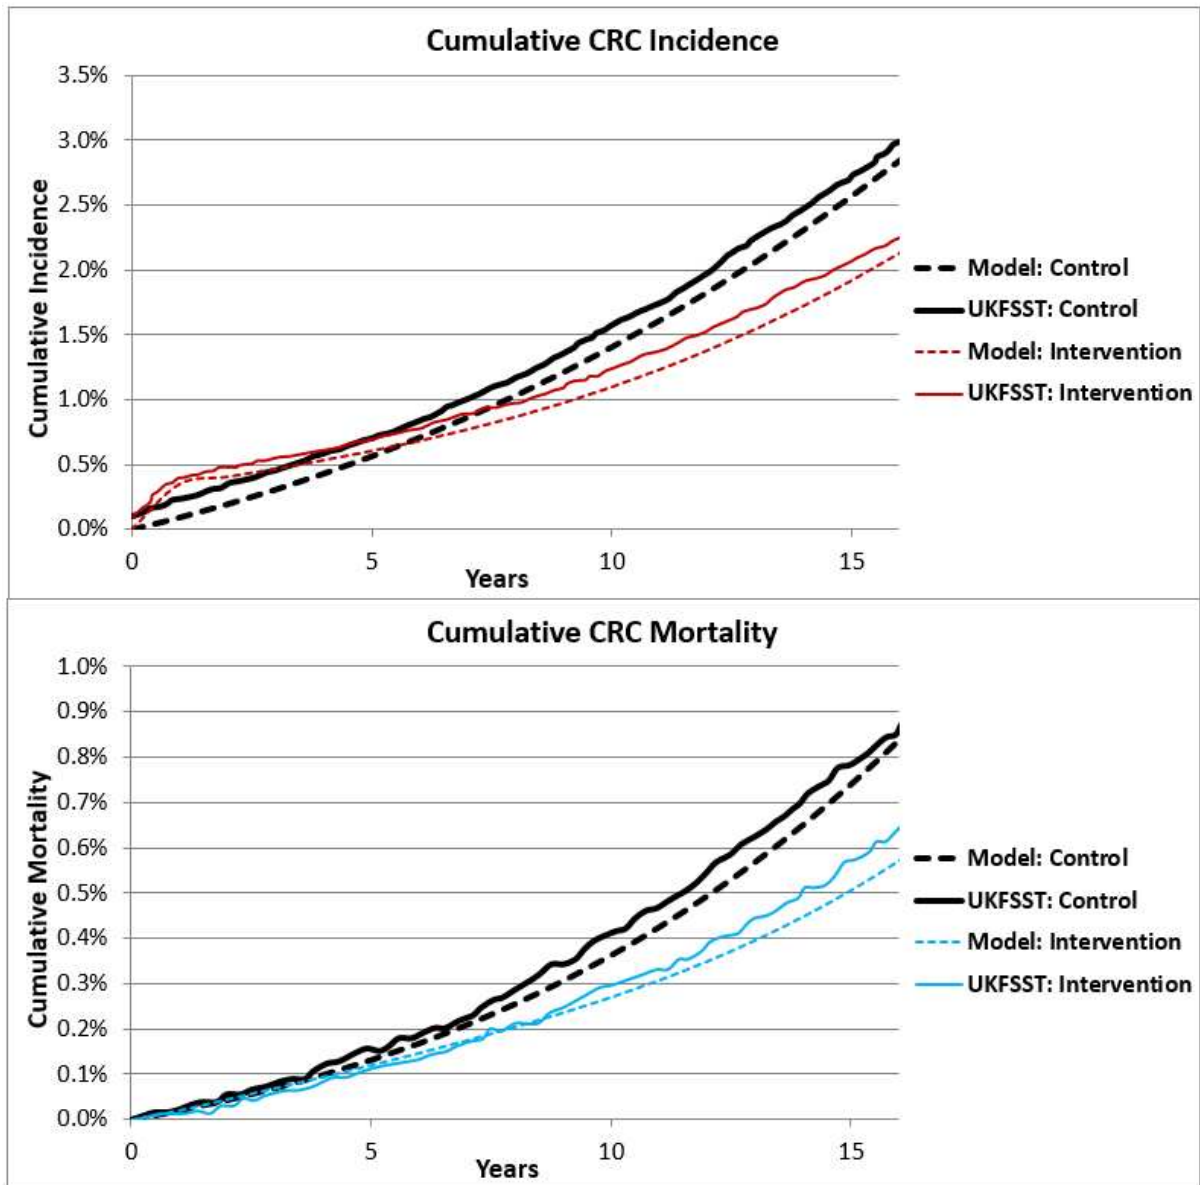 Cumulative CRC Incidence
3.5%
3.0%
2.5%
2.0%
1.5%
1.0%
0.5%
0.0%
Cumulative Incidence
0 5 10 15
Years
Model: Control
UKFSST: Control
Model: Intervention
UKFSST: Intervention
Cumulative CRC Mortality
1.0%
0.9%
0.8%
0.7%
0.6%
0.5%
0.4%
0.3%
0.2%
0.1%
0.0%
Cumulative Mortality
0 5 10 15
Years
Model: Control
UKFSST: Control
Model: Intervention
UKFSST: Intervention